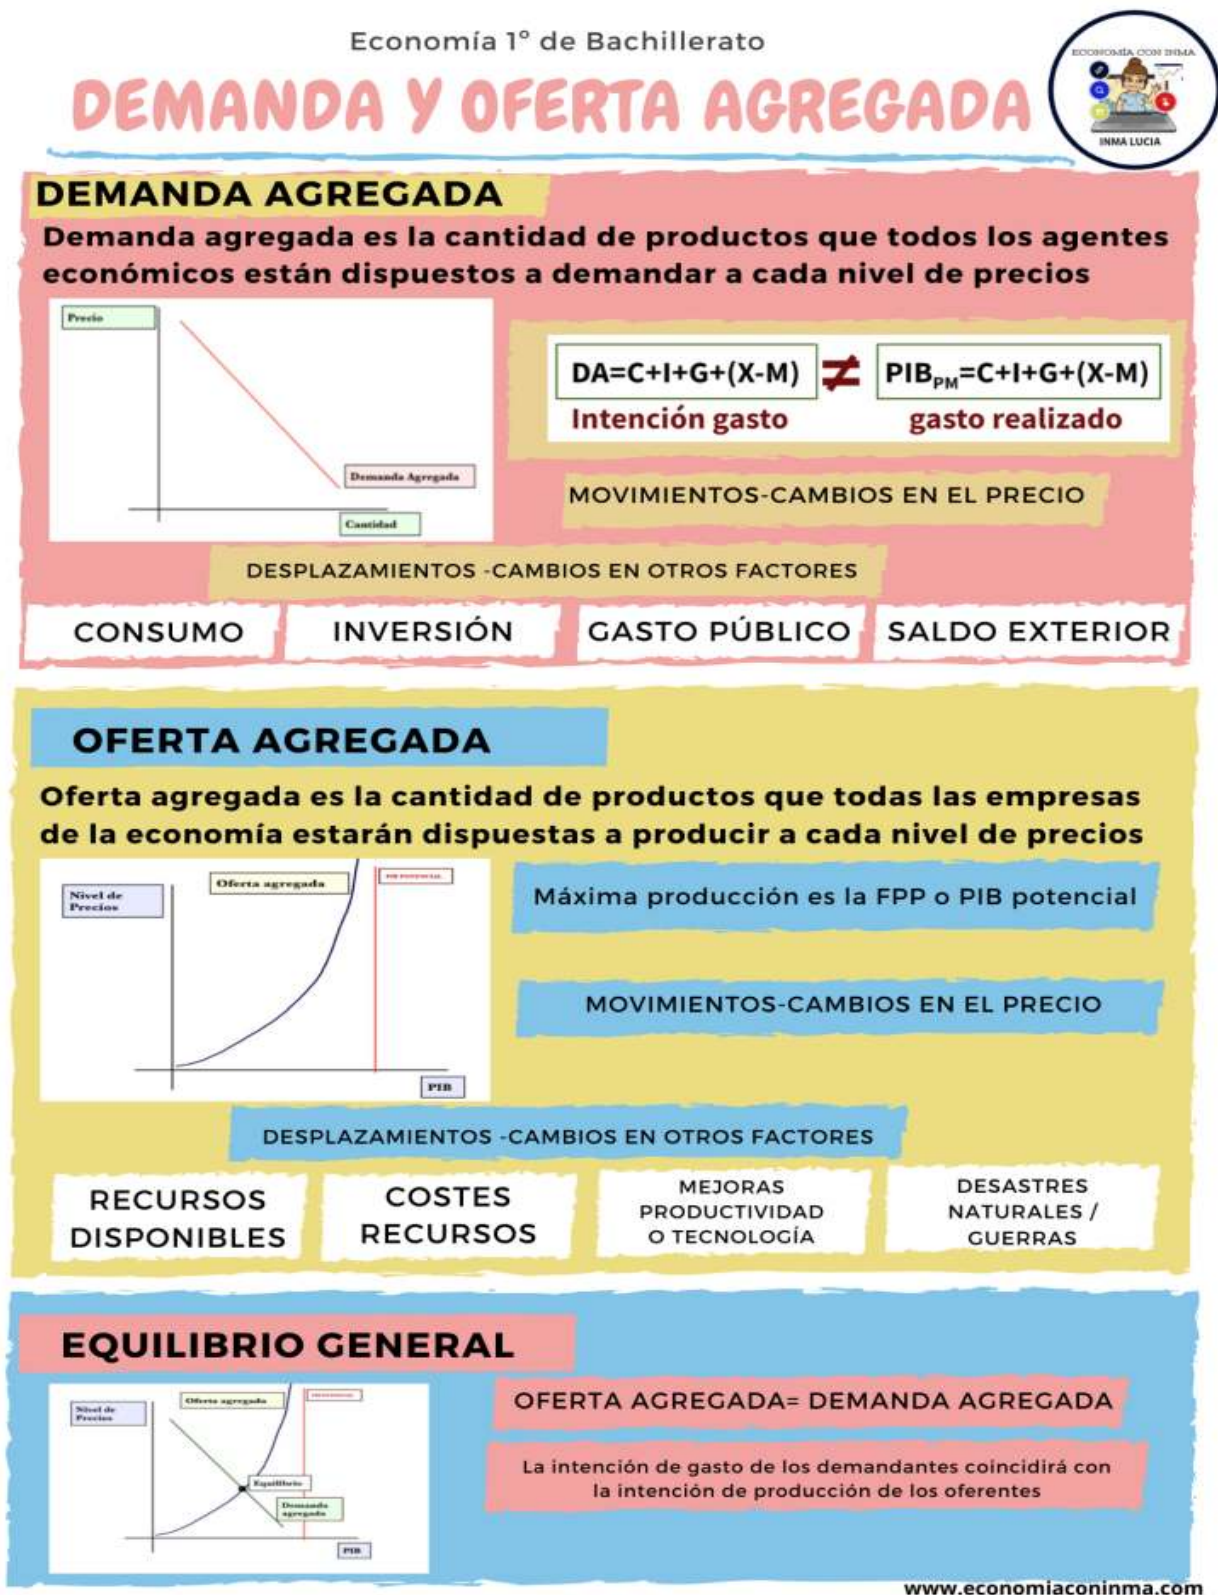 Economía 1º de Bachillerato
DEMANDA Y OFERTA AGREGADA
ECONOMÍA CON INMA
INMA LUCIA
DEMANDA AGREGADA
Demanda agregada es la cantidad de productos que todos los agentes
económicos están dispuestos a demandar a cada nivel de precios
Precio
Demanda Agregada
Cantidad
DA=C+I+G+(X-M) ≠ PIBPM=C+I+G+(X-M)
Intención gasto gasto realizado
MOVIMIENTOS-CAMBIOS EN EL PRECIO
DESPLAZAMIENTOS -CAMBIOS EN OTROS FACTORES
CONSUMO
INVERSIÓN
GASTO PÚBLICO
SALDO EXTERIOR
OFERTA AGREGADA
Oferta agregada es la cantidad de productos que todas las empresas
de la economía estarán dispuestas a producir a cada nivel de precios
Nivel de
Precios
Oferta agregada
PIB POTENCIAL
PIB
Máxima producción es la FPP o PIB potencial
MOVIMIENTOS-CAMBIOS EN EL PRECIO
DESPLAZAMIENTOS -CAMBIOS EN OTROS FACTORES
RECURSOS
DISPONIBLES
COSTES
RECURSOS
MEJORAS
PRODUCTIVIDAD
O TECNOLOGÍA
DESASTRES
NATURALES /
GUERRAS
EQUILIBRIO GENERAL
Nivel de
Precios
Oferta agregada
Equilibrio
Demanda
agregada
PIB
OFERTA AGREGADA= DEMANDA AGREGADA
La intención de gasto de los demandantes coincidirá con
la intención de producción de los oferentes
www.economiaconinma.com